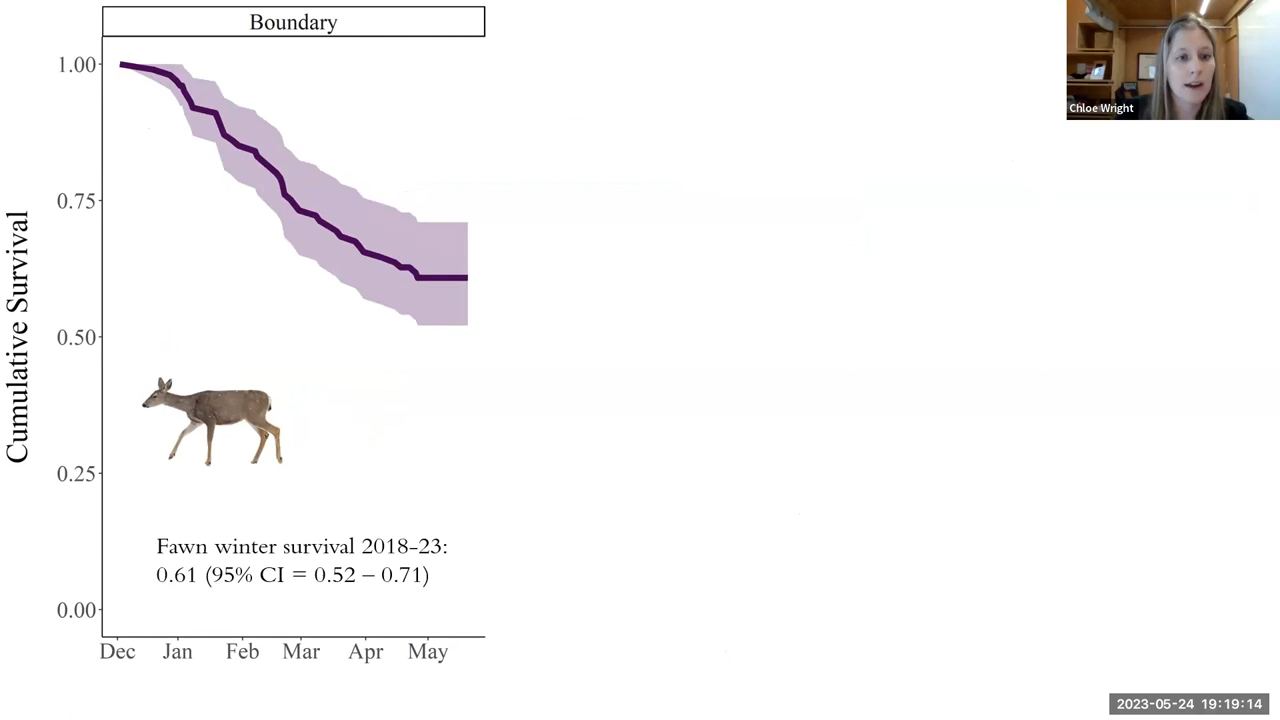 Boundary
Chloe Wright
Cumulative Survival
1.00
0.75
0.50
0.25
0.00
Fawn winter survival 2018-23:
0.61 (95% CI = 0.52 – 0.71)
Dec Jan Feb Mar Apr May
2023-05-24 19:19:14